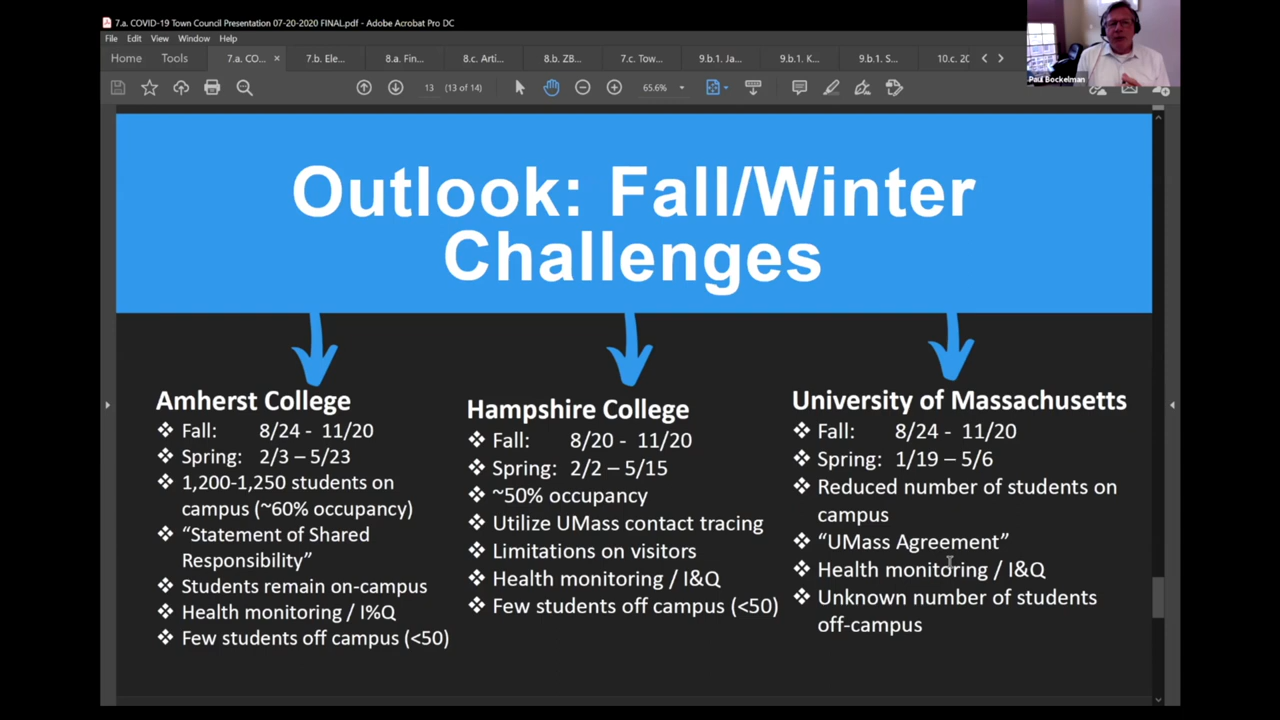 7.a. COVID-19 Town Council Presentation 07-20-2020 FINAL.pdf - Adobe Acrobat Pro DC
File Edit View Window Help
Home Tools 7.a. CO... × 7.b. Ele... 8.a. Fin... 8.c. Arti... 8.b. ZB... 7.c. Tow... 9.b.1. Ja... 9.b.1. K... 9.b.1. S... 10.c. 20
13 (13 of 14) 65.6%
Paul Bockelman
Outlook: Fall/Winter
Challenges
Amherst College
❖ Fall: 8/24 - 11/20
❖ Spring: 2/3 – 5/23
❖ 1,200-1,250 students on
campus (~60% occupancy)
❖ “Statement of Shared
Responsibility”
❖ Students remain on-campus
❖ Health monitoring / I%Q
❖ Few students off campus (<50)
Hampshire College
❖ Fall: 8/20 - 11/20
❖ Spring: 2/2 – 5/15
❖ ~50% occupancy
❖ Utilize UMass contact tracing
❖ Limitations on visitors
❖ Health monitoring / I&Q
❖ Few students off campus (<50)
University of Massachusetts
❖ Fall: 8/24 - 11/20
❖ Spring: 1/19 – 5/6
❖ Reduced number of students on
campus
❖ “UMass Agreement”
❖ Health monitoring / I&Q
❖ Unknown number of students
off-campus